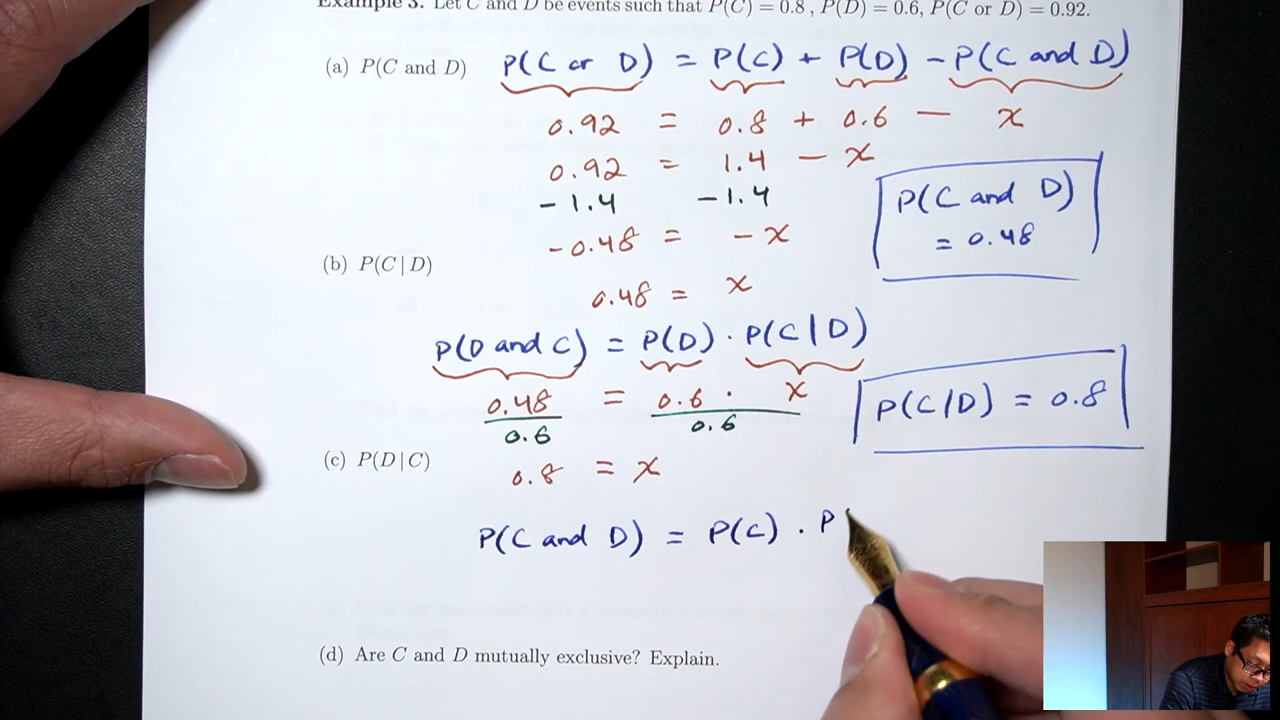 Example 3. Let C and D be events such that P(C) = 0.8 , P(D) = 0.6, P(C or D) = 0.92.
(a) P(C and D)
P(C or D) = P(C) + P(D) - P(C and D)
0.92 = 0.8 + 0.6 - x
0.92 = 1.4 - x
-1.4 -1.4
-0.48 = -x
0.48 = x
P(C and D)
= 0.48
(b) P(C | D)
P(D and C) = P(D) · P(C | D)
0.48 = 0.6 · x
0.6 0.6
0.8 = x
P(C | D) = 0.8
(c) P(D | C)
P(C and D) = P(C) · P(
(d) Are C and D mutually exclusive? Explain.